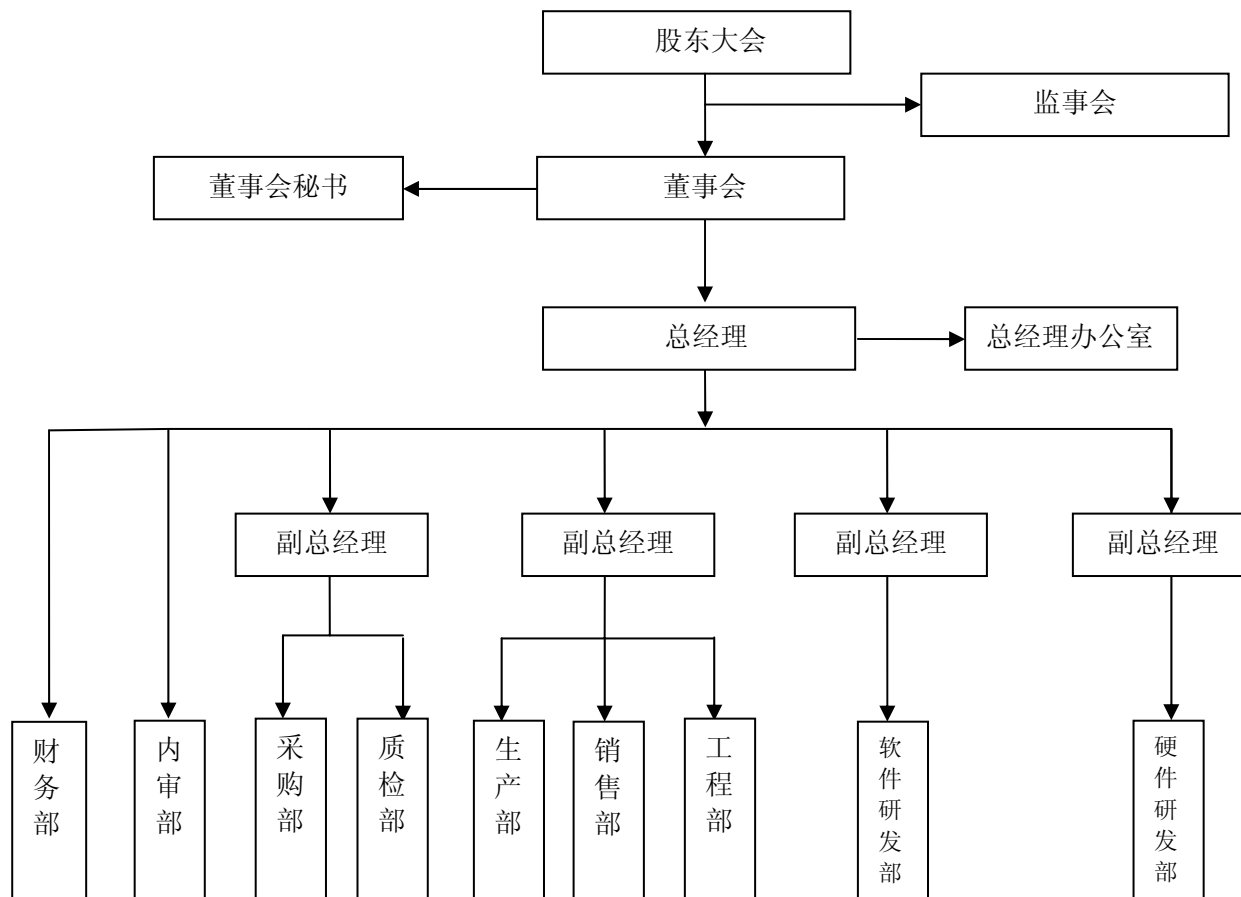 股东大会
监事会
董事会秘书
董事会
总经理
总经理办公室
副总经理
副总经理
副总经理
副总经理
财务部
内审部
采购部
质检部
生产部
销售部
工程部
软件研发部
硬件研发部